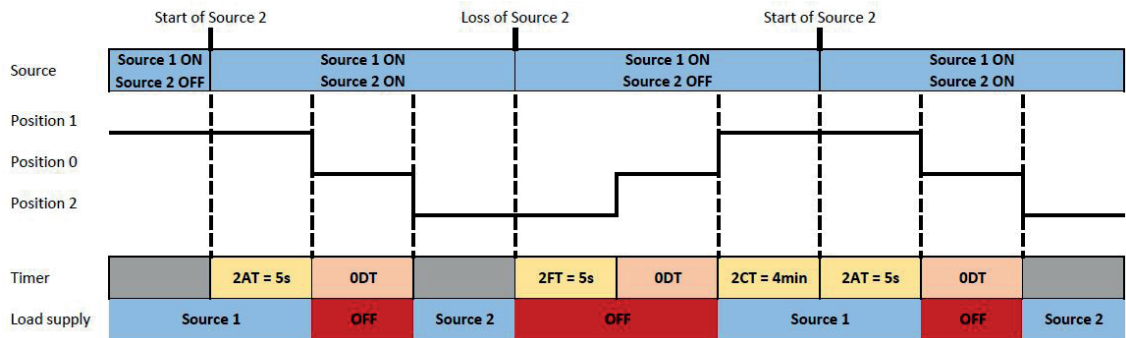 Start of Source 2 Loss of Source 2 Start of Source 2
Source
Source 1 ON Source 1 ON Source 1 ON Source 1 ON
Source 2 OFF Source 2 ON Source 2 OFF Source 2 ON
Position 1
Position 0
Position 2
Timer 2AT = 5s 0DT 2FT = 5s 0DT 2CT = 4min 2AT = 5s 0DT
Load supply Source 1 OFF Source 2 OFF Source 1 OFF Source 2